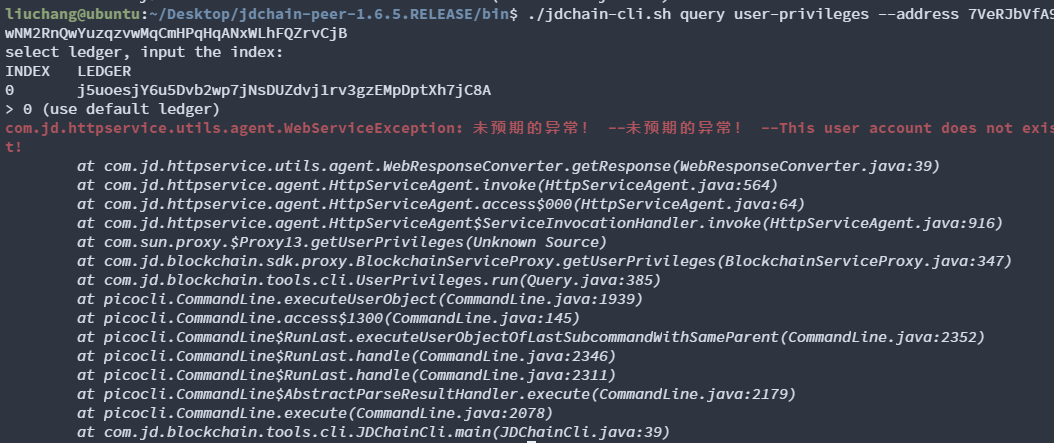 liuchang@ubuntu:~/Desktop/jdchain-peer-1.6.5.RELEASE/bin$ ./jdchain-cli.sh query user-privileges --address 7VeRJbVfAS
wNM2RnQwYuzqzvwMqCmHPqHqANxWLhFQZrvCjB
select ledger, input the index:
INDEX   LEDGER
0       j5uoesjY6u5Dvb2wp7jNsDUZdvj1rv3gzEMpDptXh7jC8A
> 0 (use default ledger)
com.jd.httpservice.utils.agent.WebServiceException: 未预期的异常! --未预期的异常! --This user account does not exis
t!
        at com.jd.httpservice.utils.agent.WebResponseConverter.getResponse(WebResponseConverter.java:39)
        at com.jd.httpservice.agent.HttpServiceAgent.invoke(HttpServiceAgent.java:564)
        at com.jd.httpservice.agent.HttpServiceAgent.access$000(HttpServiceAgent.java:64)
        at com.jd.httpservice.agent.HttpServiceAgent$ServiceInvocationHandler.invoke(HttpServiceAgent.java:916)
        at com.sun.proxy.$Proxy13.getUserPrivileges(Unknown Source)
        at com.jd.blockchain.sdk.proxy.BlockchainServiceProxy.getUserPrivileges(BlockchainServiceProxy.java:347)
        at com.jd.blockchain.tools.cli.UserPrivileges.run(Query.java:385)
        at picocli.CommandLine.executeUserObject(CommandLine.java:1939)
        at picocli.CommandLine.access$1300(CommandLine.java:145)
        at picocli.CommandLine$RunLast.executeUserObjectOfLastSubcommandWithSameParent(CommandLine.java:2352)
        at picocli.CommandLine$RunLast.handle(CommandLine.java:2346)
        at picocli.CommandLine$RunLast.handle(CommandLine.java:2311)
        at picocli.CommandLine$AbstractParseResultHandler.execute(CommandLine.java:2179)
        at picocli.CommandLine.execute(CommandLine.java:2078)
        at com.jd.blockchain.tools.cli.JDChainCli.main(JDChainCli.java:39)